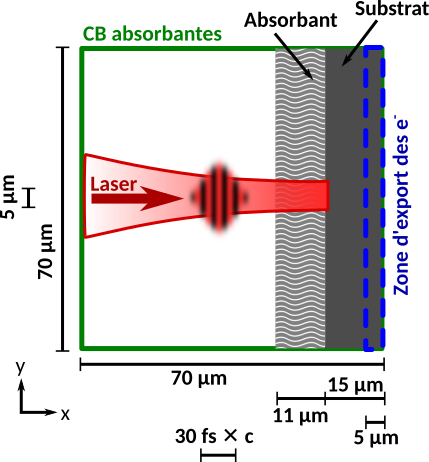 Substrat
Absorbant
CB absorbantes
Laser
5 µm
70 µm
Zone d'export des e-
y
x
70 µm
15 µm
11 µm
5 µm
30 fs × c